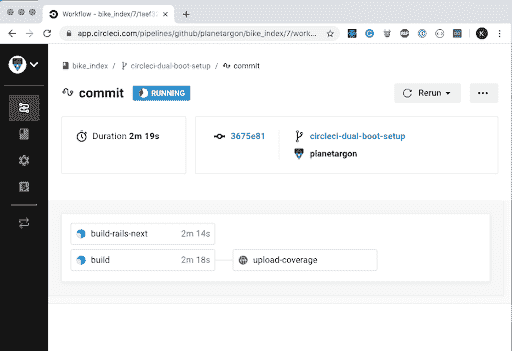 Workflow - bike_index/7/1aef
app.circleci.com/pipelines/github/planetargon/bike_index/7/work...
K
bike_index / circleci-dual-boot-setup / commit
commit RUNNING
Rerun
Duration 2m 19s
3675e81
circleci-dual-boot-setup
planetargon
build-rails-next 2m 14s
build 2m 18s
upload-coverage